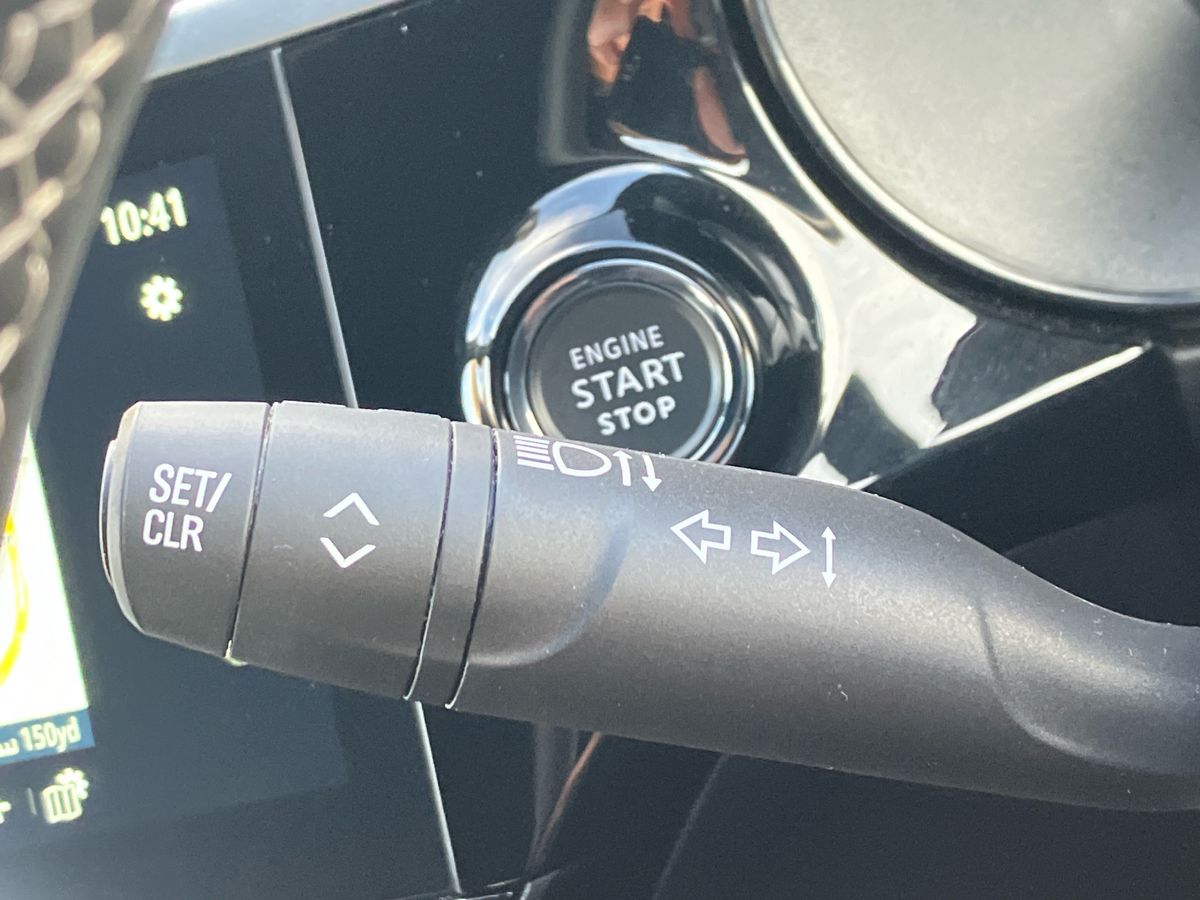 10:41
ENGINE
START
STOP
SET/
CLR
150yd